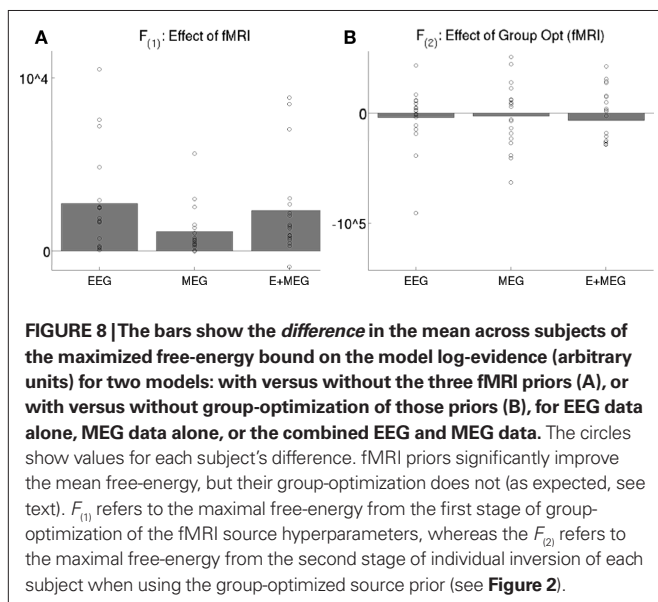 A
F(1): Effect of fMRI
10^4
0
EEG MEG E+MEG
B
F(2): Effect of Group Opt (fMRI)
0
-10^5
EEG MEG E+MEG
FIGURE 8 | The bars show the difference in the mean across subjects of
the maximized free-energy bound on the model log-evidence (arbitrary
units) for two models: with versus without the three fMRI priors (A), or
with versus without group-optimization of those priors (B), for EEG data
alone, MEG data alone, or the combined EEG and MEG data. The circles
show values for each subject's difference. fMRI priors significantly improve
the mean free-energy, but their group-optimization does not (as expected, see
text). F(1) refers to the maximal free-energy from the first stage of group-
optimization of the fMRI source hyperparameters, whereas the F(2) refers to
the maximal free-energy from the second stage of individual inversion of each
subject when using the group-optimized source prior (see Figure 2).